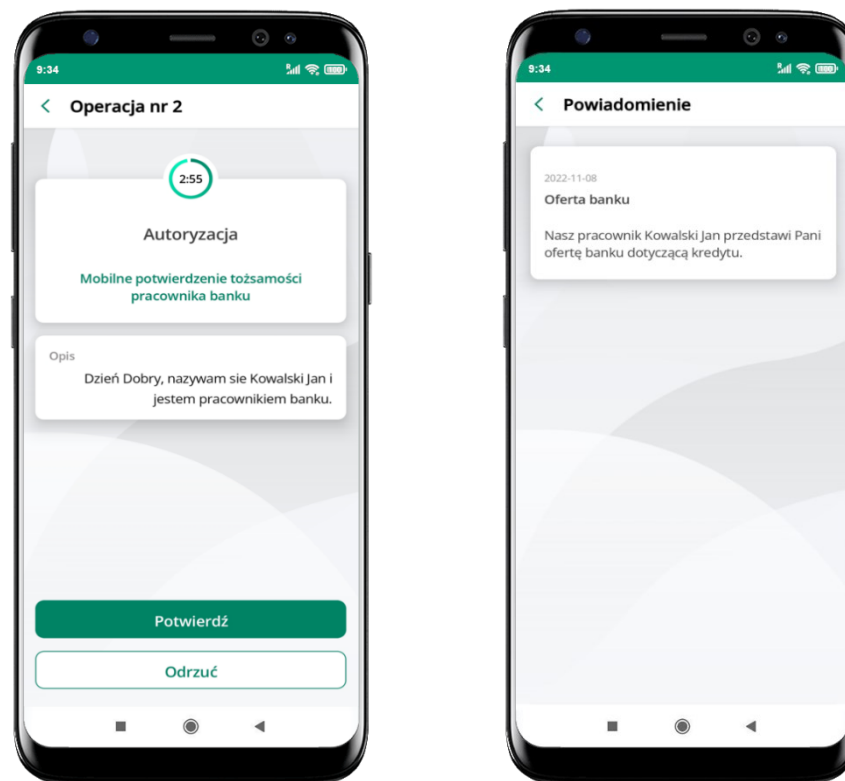 9:34
Operacja nr 2
2:55
Autoryzacja
Mobilne potwierdzenie tożsamości
pracownika banku
Opis
Dzień Dobry, nazywam sie Kowalski Jan i
jestem pracownikiem banku.
Potwierdź
Odrzuć
9:34
Powiadomienie
2022-11-08
Oferta banku
Nasz pracownik Kowalski Jan przedstawi Pani
ofertę banku dotyczącą kredytu.